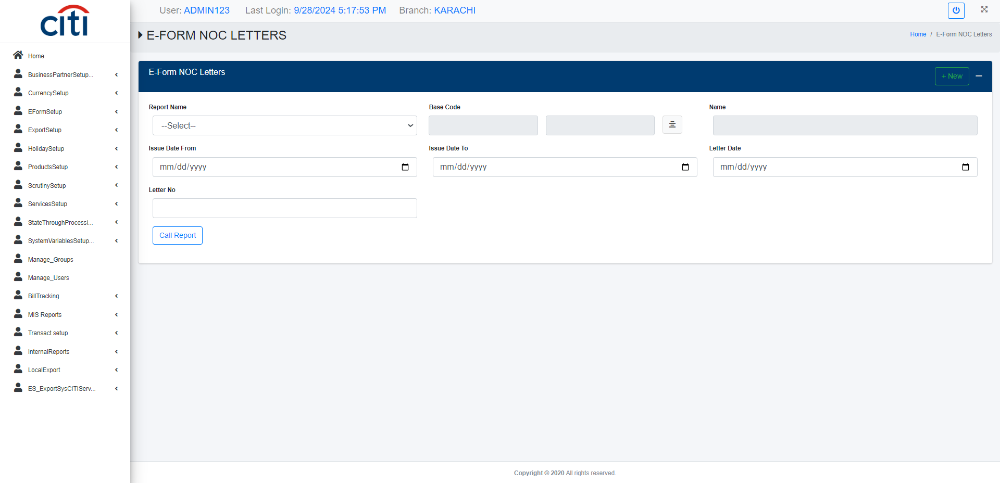 citi
User: ADMIN123 Last Login: 9/28/2024 5:17:53 PM Branch: KARACHI
E-FORM NOC LETTERS
Home / E-Form NOC Letters
Home
BusinessPartnerSetup...
CurrencySetup
EFormSetup
ExportSetup
HolidaySetup
ProductsSetup
ScrutinySetup
ServicesSetup
StateThroughProcessi...
SystemVariablesSetup...
Manage_Groups
Manage_Users
BillTracking
MIS Reports
Transact setup
InternalReports
LocalExport
ES_ExportSysCITIServ...
E-Form NOC Letters
+ New
Report Name
--Select--
Base Code
Name
Issue Date From
mm/dd/yyyy
Issue Date To
mm/dd/yyyy
Letter Date
mm/dd/yyyy
Letter No
Call Report
Copyright © 2020 All rights reserved.